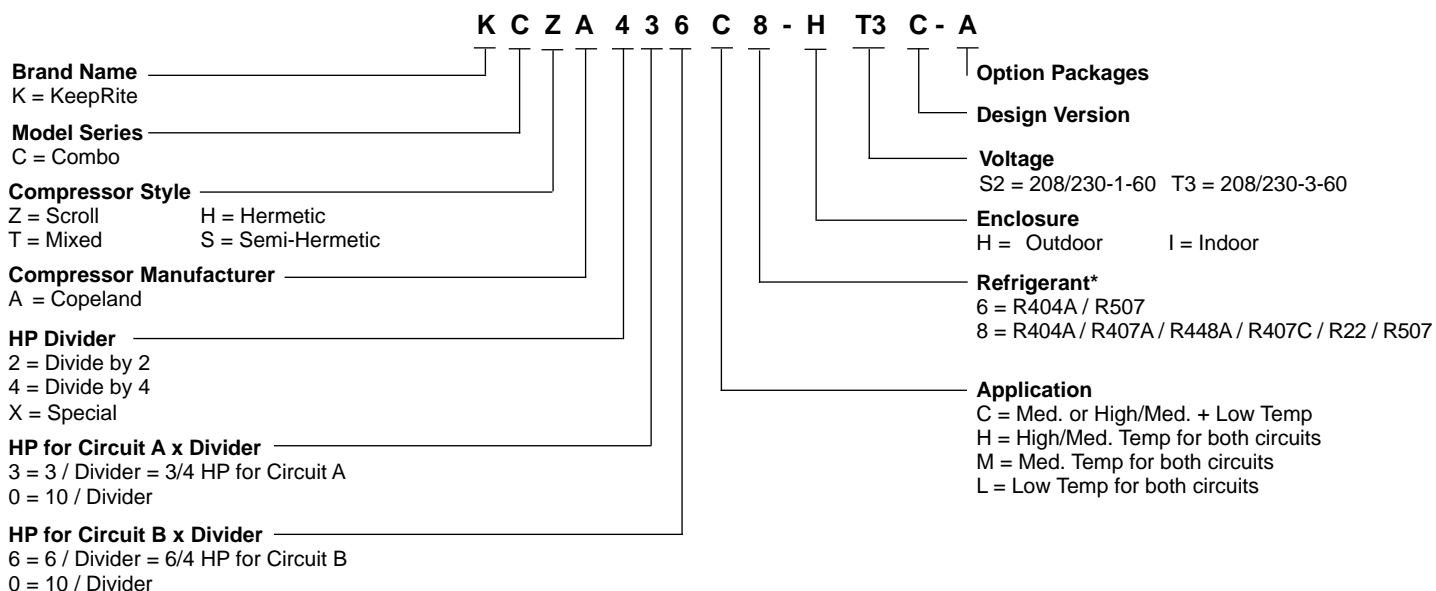 K C Z A 4 3 6 C 8 - H T3 C - A
Brand Name
K = KeepRite
Model Series
C = Combo
Compressor Style
Z = Scroll H = Hermetic
T = Mixed S = Semi-Hermetic
Compressor Manufacturer
A = Copeland
HP Divider
2 = Divide by 2
4 = Divide by 4
X = Special
HP for Circuit A x Divider
3 = 3 / Divider = 3/4 HP for Circuit A
0 = 10 / Divider
HP for Circuit B x Divider
6 = 6 / Divider = 6/4 HP for Circuit B
0 = 10 / Divider
Option Packages
Design Version
Voltage
S2 = 208/230-1-60 T3 = 208/230-3-60
Enclosure
H = Outdoor I = Indoor
Refrigerant*
6 = R404A / R507
8 = R404A / R407A / R448A / R407C / R22 / R507
Application
C = Med. or High/Med. + Low Temp
H = High/Med. Temp for both circuits
M = Med. Temp for both circuits
L = Low Temp for both circuits